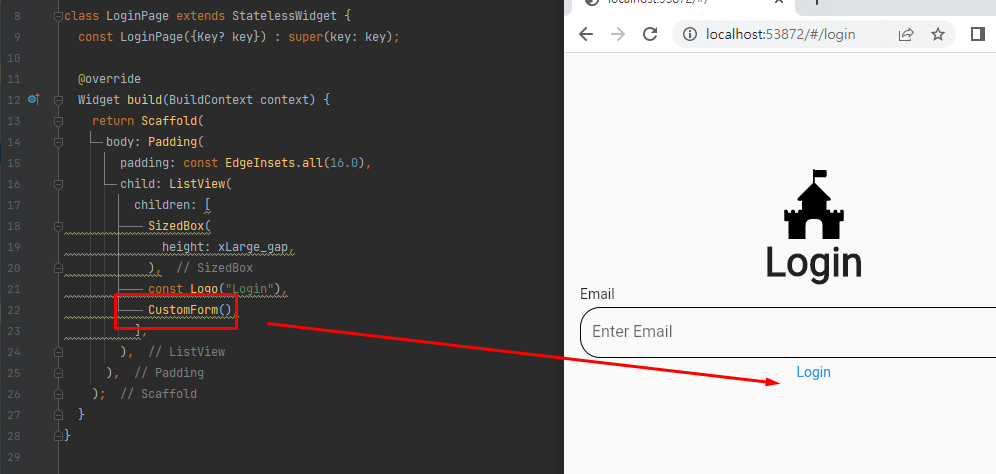 8 class LoginPage extends StatelessWidget {
9 const LoginPage({Key? key}) : super(key: key);
10
11 @override
12 Widget build(BuildContext context) {
13 return Scaffold(
14 body: Padding(
15 padding: const EdgeInsets.all(16.0),
16 child: ListView(
17 children: [
18 SizedBox(
19 height: xLarge_gap,
20 ), // SizedBox
21 const Logo("Login"),
22 CustomForm()
23 ],
24 ), // ListView
25 ), // Padding
26 ); // Scaffold
27 }
28 }
29
localhost:53872/#/
localhost:53872/#/login
Login
Email
Enter Email
Login